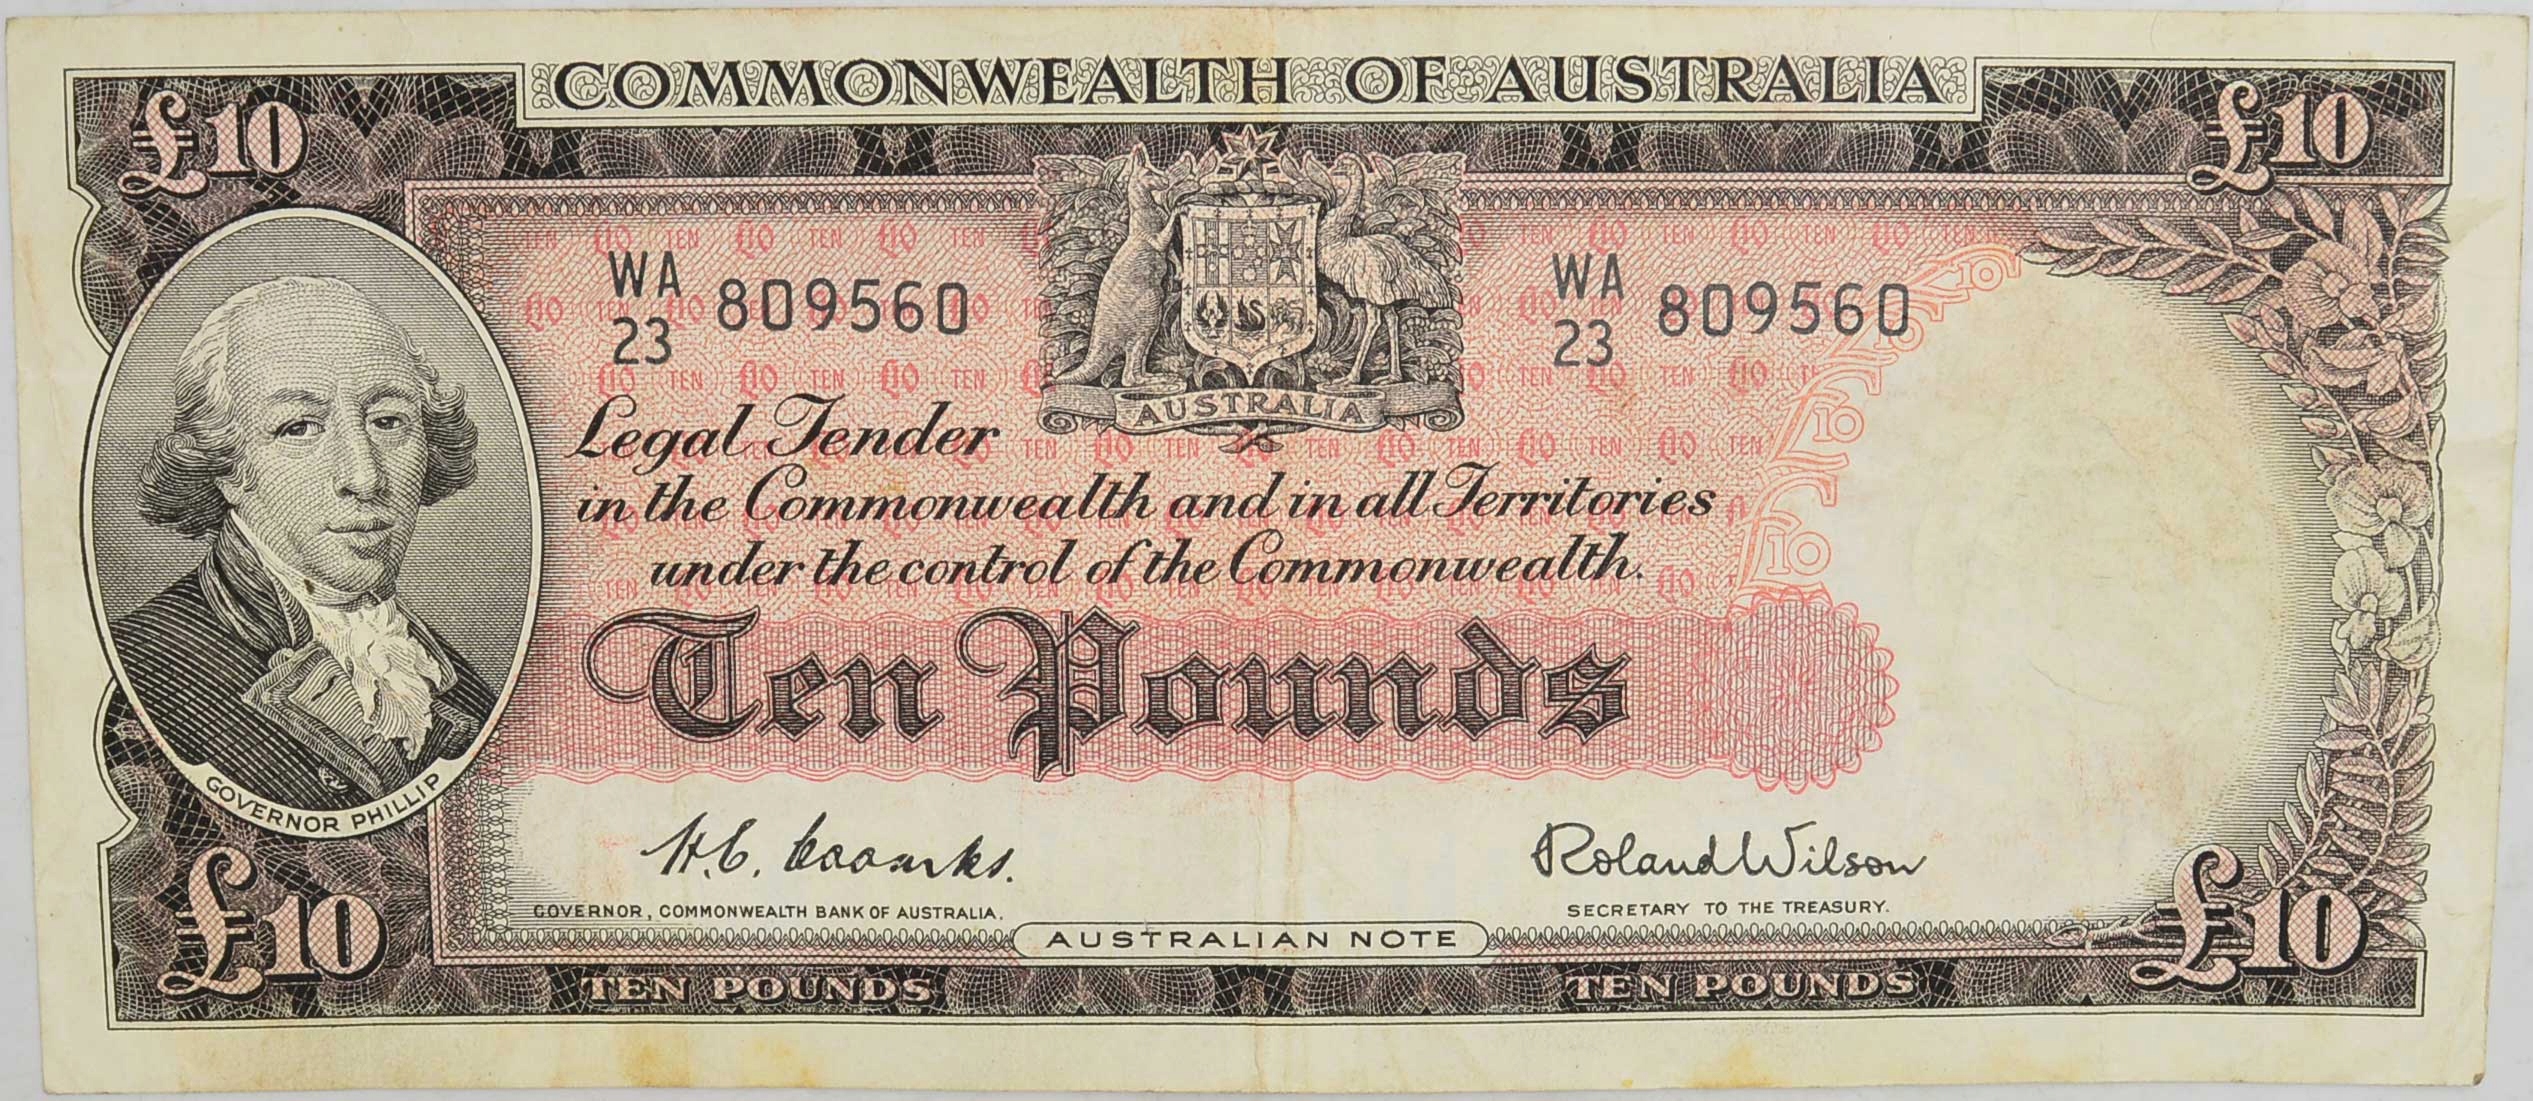 COMMONWEALTH OF AUSTRALIA
£10
£10
WA 23 809560
WA 23 809560
AUSTRALIA
Legal Tender
in the Commonwealth and in all Territories
under the control of the Commonwealth.
Ten Pounds
GOVERNOR PHILLIP
H.C. Coombs.
Roland Wilson
GOVERNOR, COMMONWEALTH BANK OF AUSTRALIA.
SECRETARY TO THE TREASURY.
£10
AUSTRALIAN NOTE
£10
TEN POUNDS
TEN POUNDS